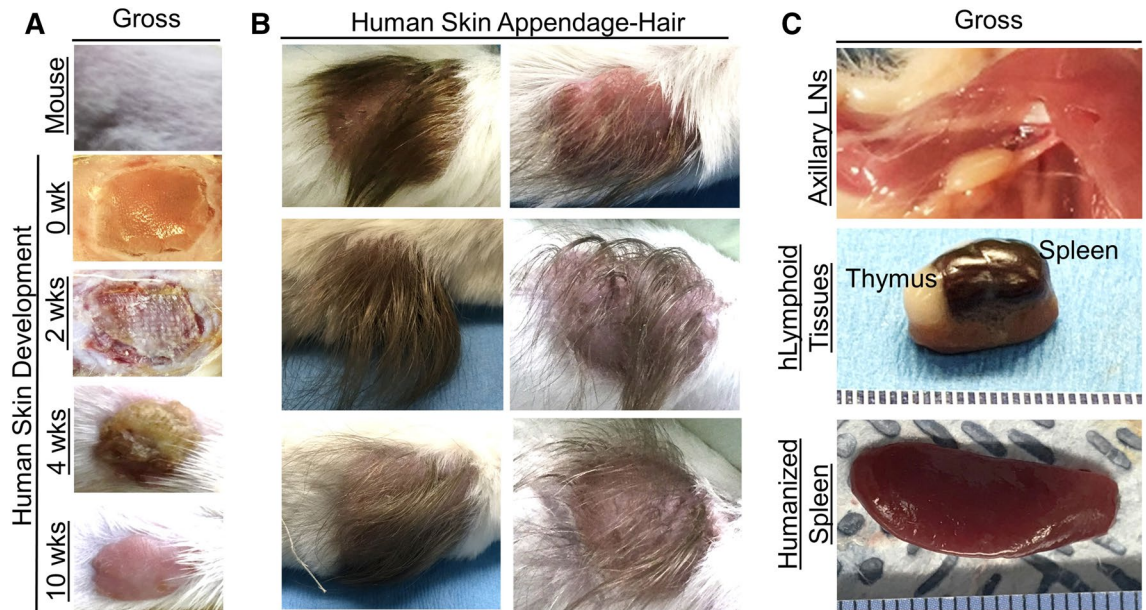 A
Gross
Mouse
Human Skin Development
0 wk
2 wks
4 wks
10 wks
B
Human Skin Appendage-Hair
C
Gross
Axillary LNs
hLymphoid
Tissues
Thymus
Spleen
Humanized
Spleen